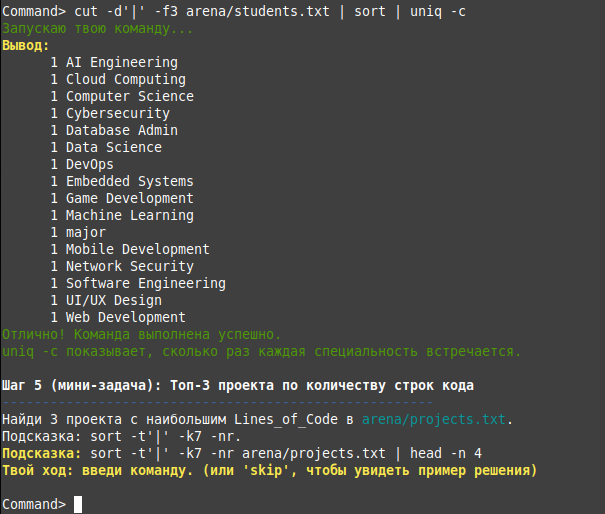 Command> cut -d'|' -f3 arena/students.txt | sort | uniq -c
Запускаю твою команду...
Вывод:
1 AI Engineering
1 Cloud Computing
1 Computer Science
1 Cybersecurity
1 Database Admin
1 Data Science
1 DevOps
1 Embedded Systems
1 Game Development
1 Machine Learning
1 major
1 Mobile Development
1 Network Security
1 Software Engineering
1 UI/UX Design
1 Web Development
Отлично! Команда выполнена успешно.
uniq -c показывает, сколько раз каждая специальность встречается.
Шаг 5 (мини-задача): Топ-3 проекта по количеству строк кода
------------------------------------------------------
Найди 3 проекта с наибольшим Lines_of_Code в arena/projects.txt.
Подсказка: sort -t'|' -k7 -nr.
Подсказка: sort -t'|' -k7 -nr arena/projects.txt | head -n 4
Твой ход: введи команду. (или 'skip', чтобы увидеть пример решения)
Command>